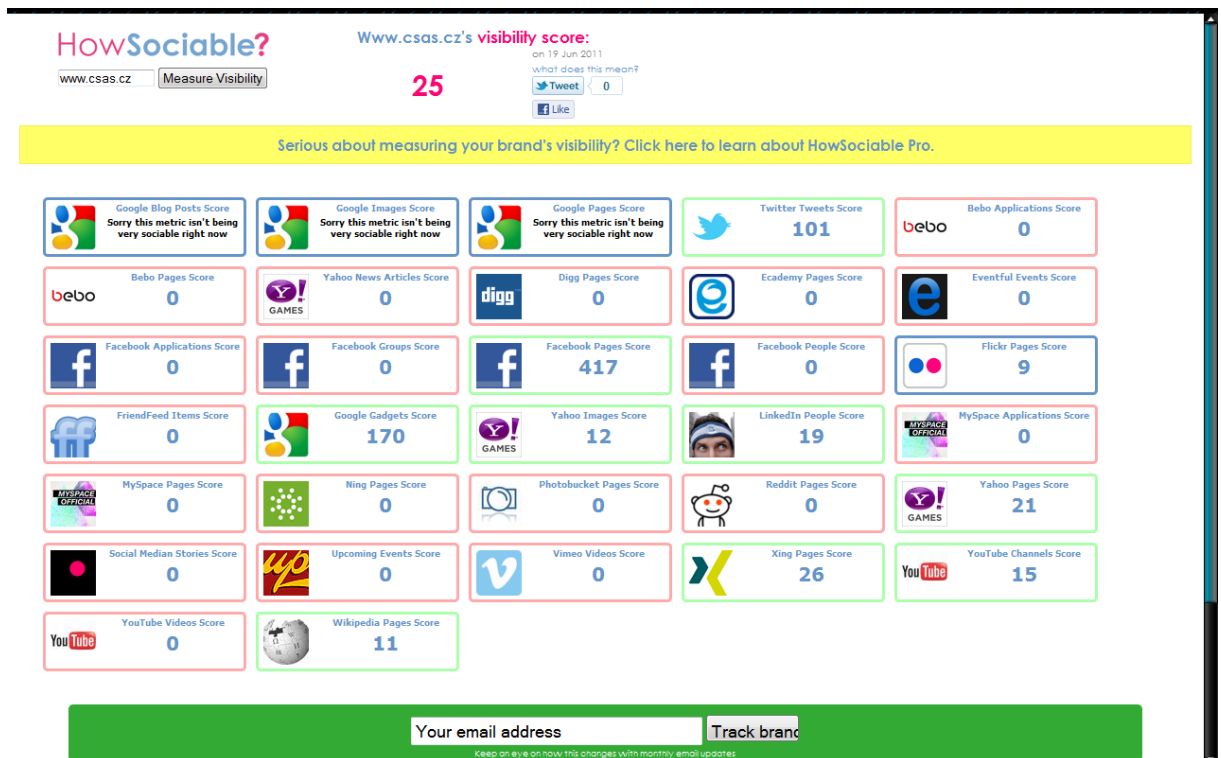 HowSociable?
www.csas.cz Measure Visibility
Www.csas.cz's visibility score:
on 19 Jun 2011
what does this mean?
25
Tweet 0
Like
Serious about measuring your brand's visibility? Click here to learn about HowSociable Pro.
Google Blog Posts Score
Sorry this metric isn't being
very sociable right now
Google Images Score
Sorry this metric isn't being
very sociable right now
Google Pages Score
Sorry this metric isn't being
very sociable right now
Twitter Tweets Score
101
bebo
Bebo Applications Score
0
bebo
Bebo Pages Score
0
Y!
GAMES
Yahoo News Articles Score
0
digg
Digg Pages Score
0
e
Ecademy Pages Score
0
e
Eventful Events Score
0
f
Facebook Applications Score
0
f
Facebook Groups Score
0
f
Facebook Pages Score
417
f
Facebook People Score
0
Flickr Pages Score
9
ff
FriendFeed Items Score
0
Google Gadgets Score
170
Y!
GAMES
Yahoo Images Score
12
LinkedIn People Score
19
MYSPACE
OFFICIAL
MySpace Applications Score
0
MYSPACE
OFFICIAL
MySpace Pages Score
0
Ning Pages Score
0
Photobucket Pages Score
0
Reddit Pages Score
0
Y!
GAMES
Yahoo Pages Score
21
Social Median Stories Score
0
up
Upcoming Events Score
0
v
Vimeo Videos Score
0
Xing Pages Score
26
YouTube
YouTube Channels Score
15
YouTube
YouTube Videos Score
0
Wikipedia Pages Score
11
Your email address Track brand
Keep an eye on how this changes with monthly email updates